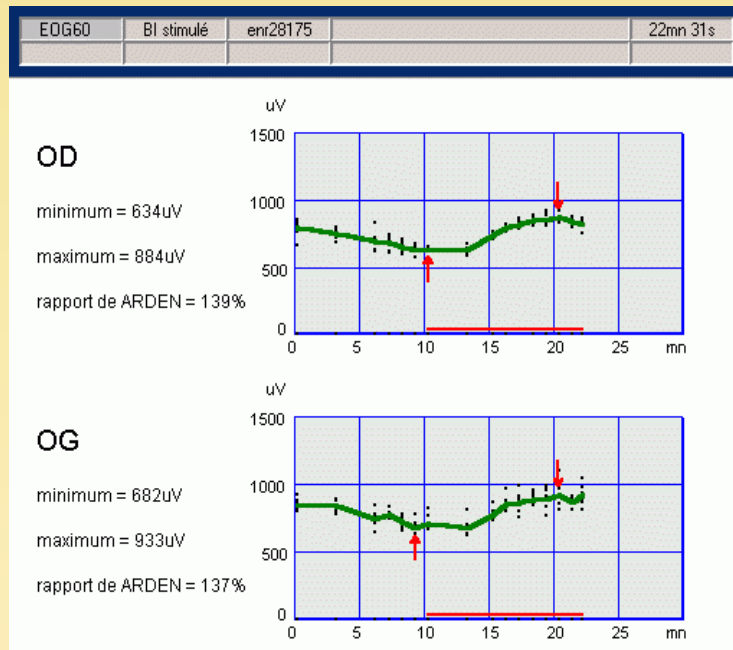 EOG60 BI stimulé enr28175 22mn 31s
uV
1500
OD
1000
minimum = 634uV
maximum = 884uV
500
rapport de ARDEN = 139%
0
0 5 10 15 20 25 mn
uV
1500
OG
1000
minimum = 682uV
maximum = 933uV
500
rapport de ARDEN = 137%
0
0 5 10 15 20 25 mn